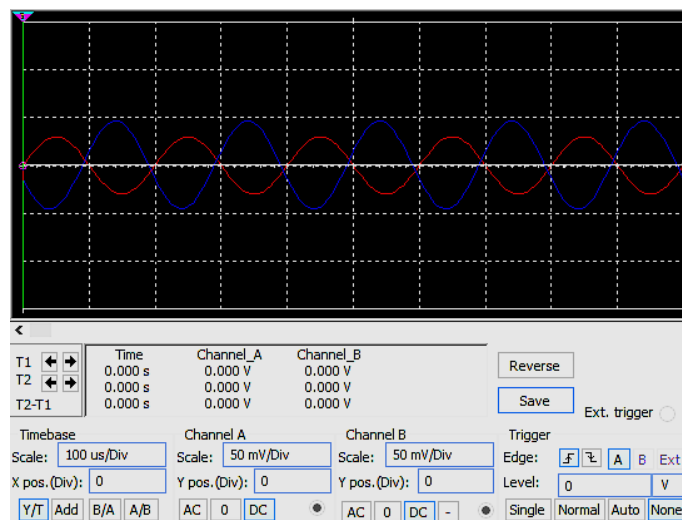 Time Channel_A Channel_B
T1 0.000 s 0.000 V 0.000 V
T2 0.000 s 0.000 V 0.000 V
T2-T1 0.000 s 0.000 V 0.000 V
Reverse
Save
Ext. trigger
Timebase
Scale: 100 us/Div
X pos.(Div): 0
Y/T Add B/A A/B
Channel A
Scale: 50 mV/Div
Y pos.(Div): 0
AC 0 DC
Channel B
Scale: 50 mV/Div
Y pos.(Div): 0
AC 0 DC -
Trigger
Edge: A B Ext
Level: 0 V
Single Normal Auto None